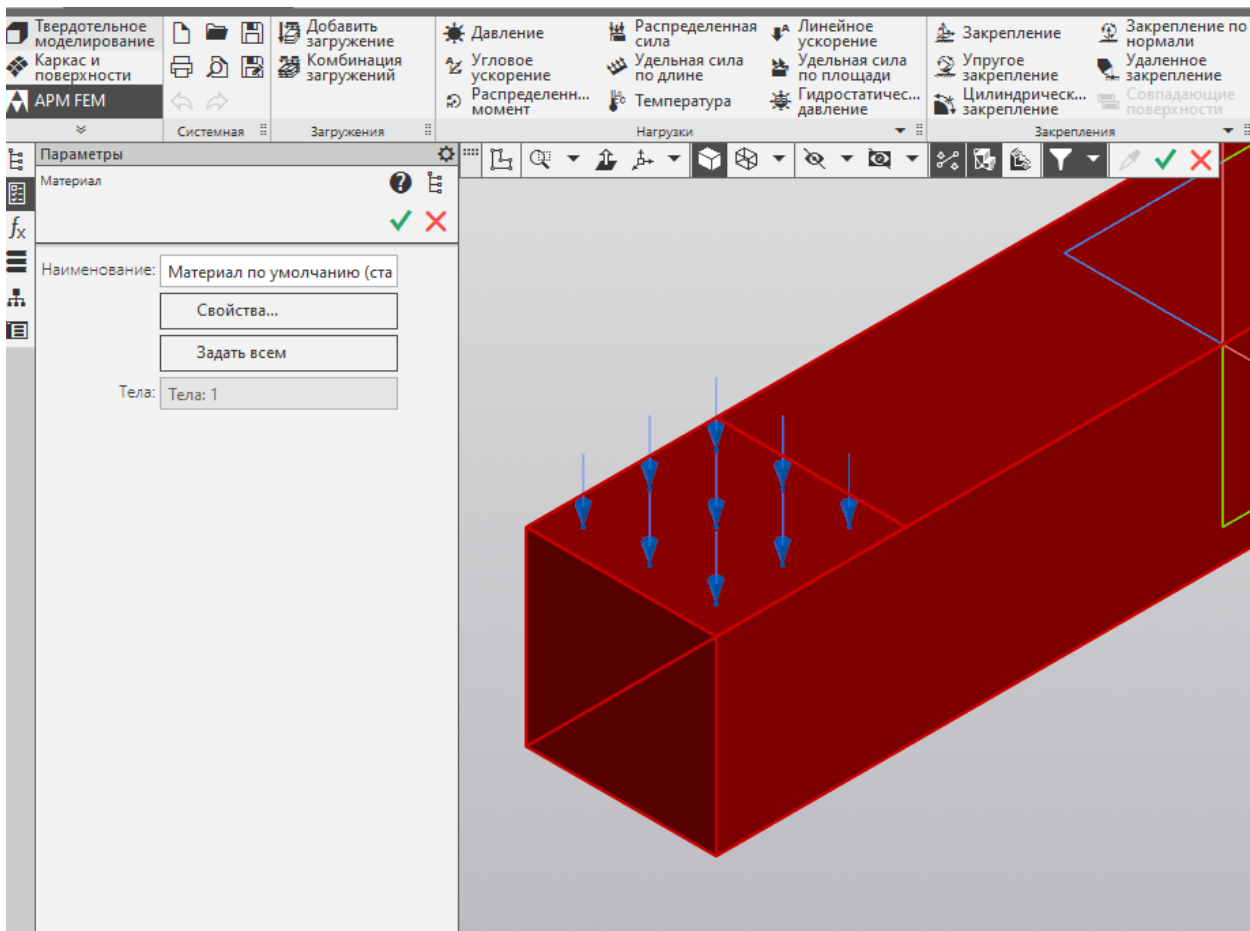 Твердотельное
моделирование
Каркас и
поверхности
APM FEM
Системная
Добавить
загружение
Комбинация
загружений
Загружения
Давление
Угловое
ускорение
Распределенн...
момент
Распределенная
сила
Удельная сила
по длине
Температура
Линейное
ускорение
Удельная сила
по площади
Гидростатичес...
давление
Нагрузки
Закрепление
Упругое
закрепление
Цилиндрическ...
закрепление
Закрепление по
нормали
Удаленное
закрепление
Совпадающие
поверхности
Закрепления
Параметры
Материал
Наименование: Материал по умолчанию (ста
Свойства...
Задать всем
Тела: Тела: 1